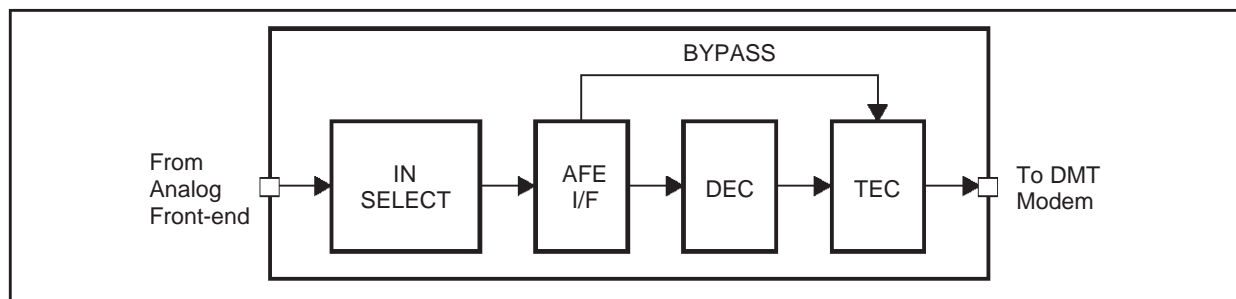 BYPASS
From
Analog
Front-end
IN
SELECT
AFE
I/F
DEC
TEC
To DMT
Modem